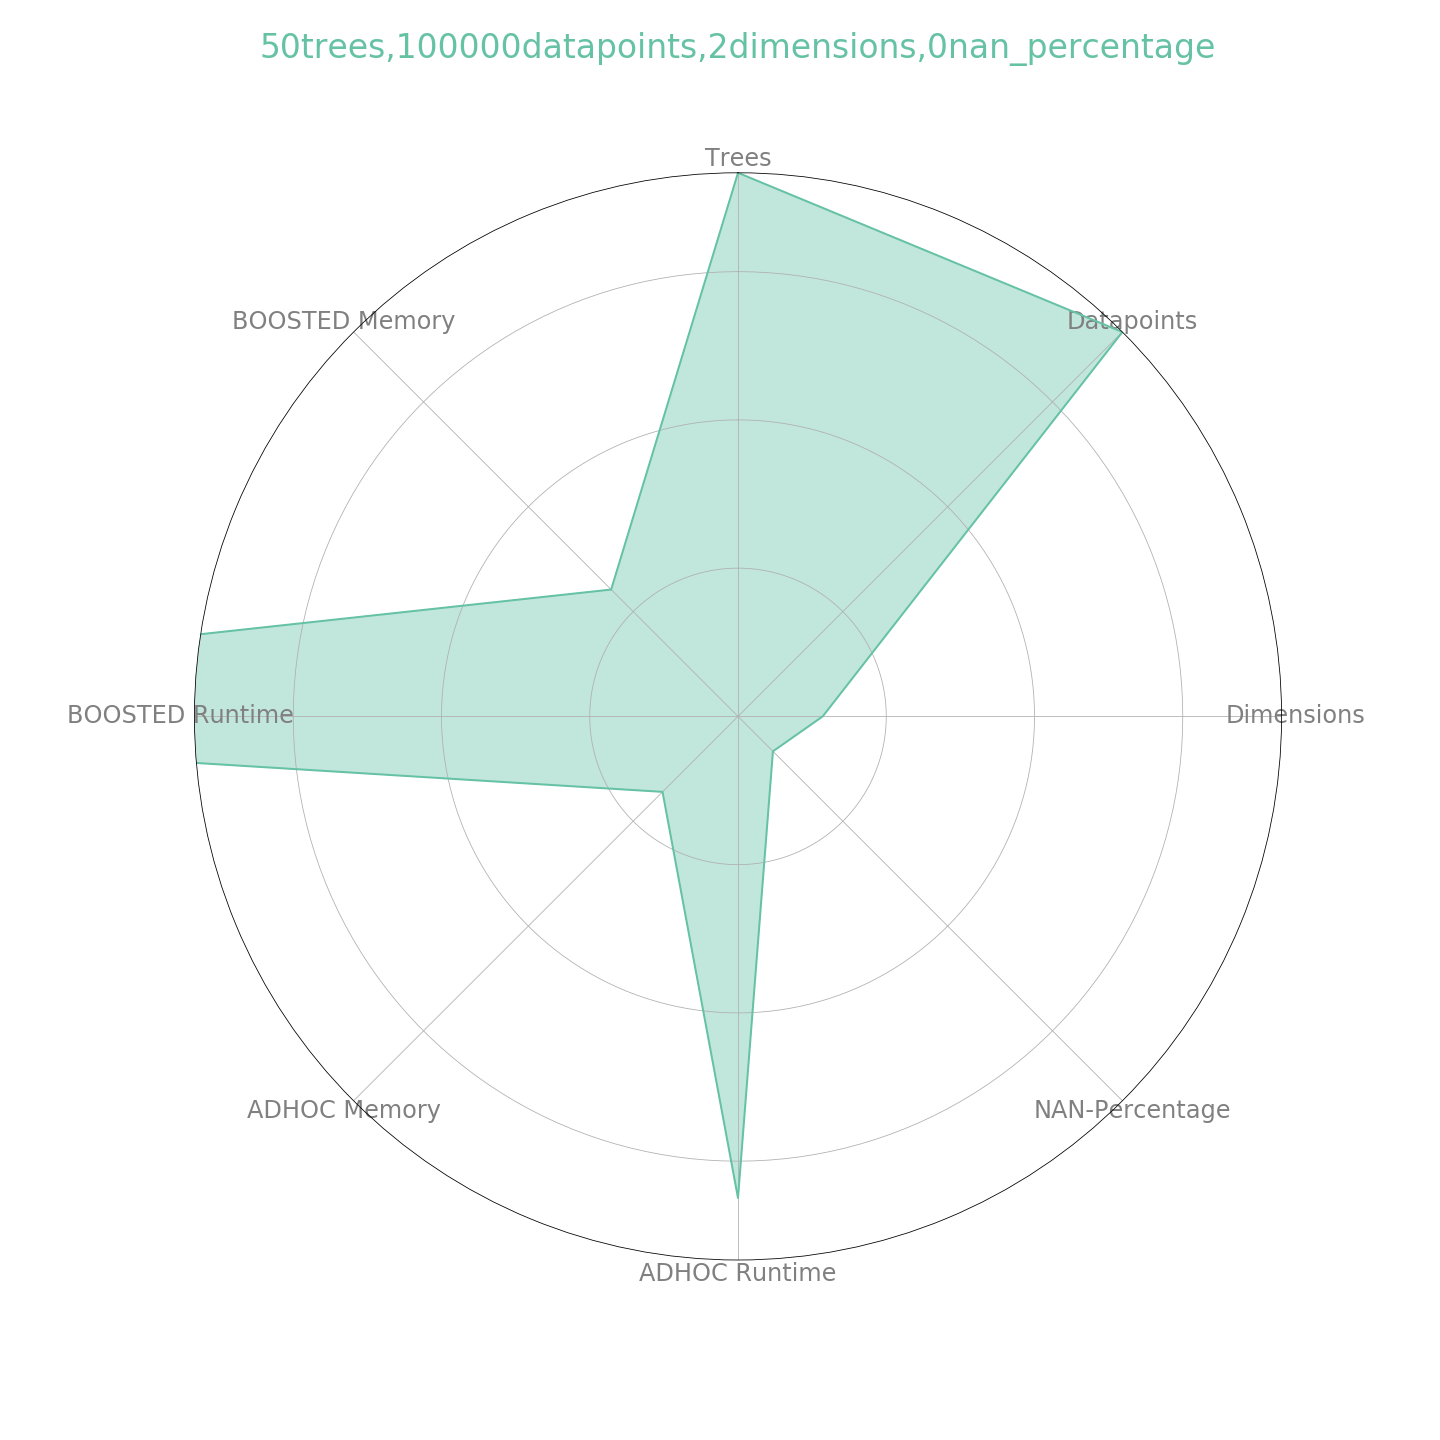 50trees,100000datapoints,2dimensions,0nan_percentage
Trees
BOOSTED Memory
Datapoints
BOOSTED Runtime
Dimensions
ADHOC Memory
NAN-Percentage
ADHOC Runtime